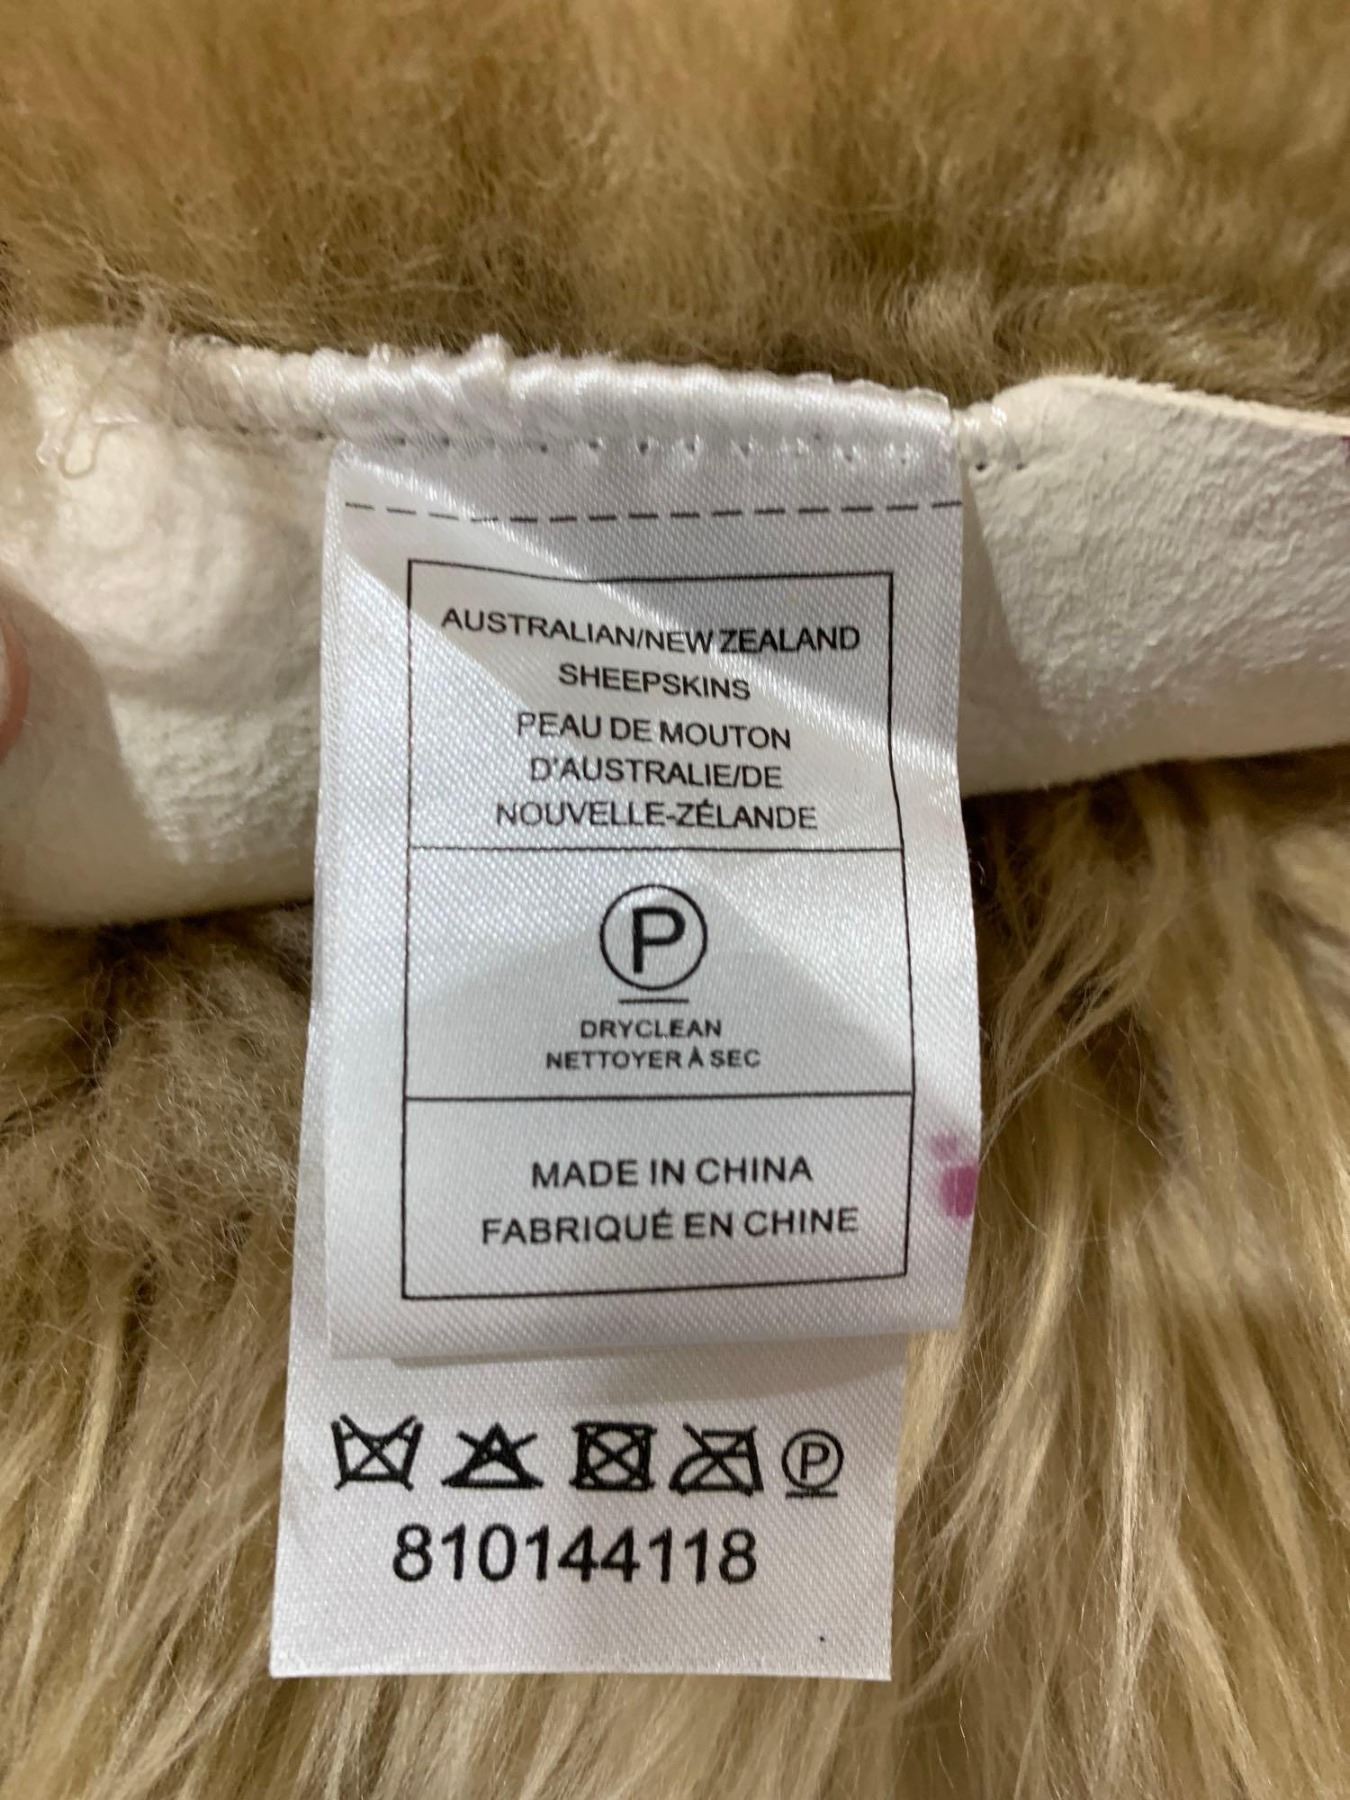 AUSTRALIAN/NEW ZEALAND
SHEEPSKINS
PEAU DE MOUTON
D'AUSTRALIE/DE
NOUVELLE-ZÉLANDE
P
DRYCLEAN
NETTOYER À SEC
MADE IN CHINA
FABRIQUÉ EN CHINE
P
810144118